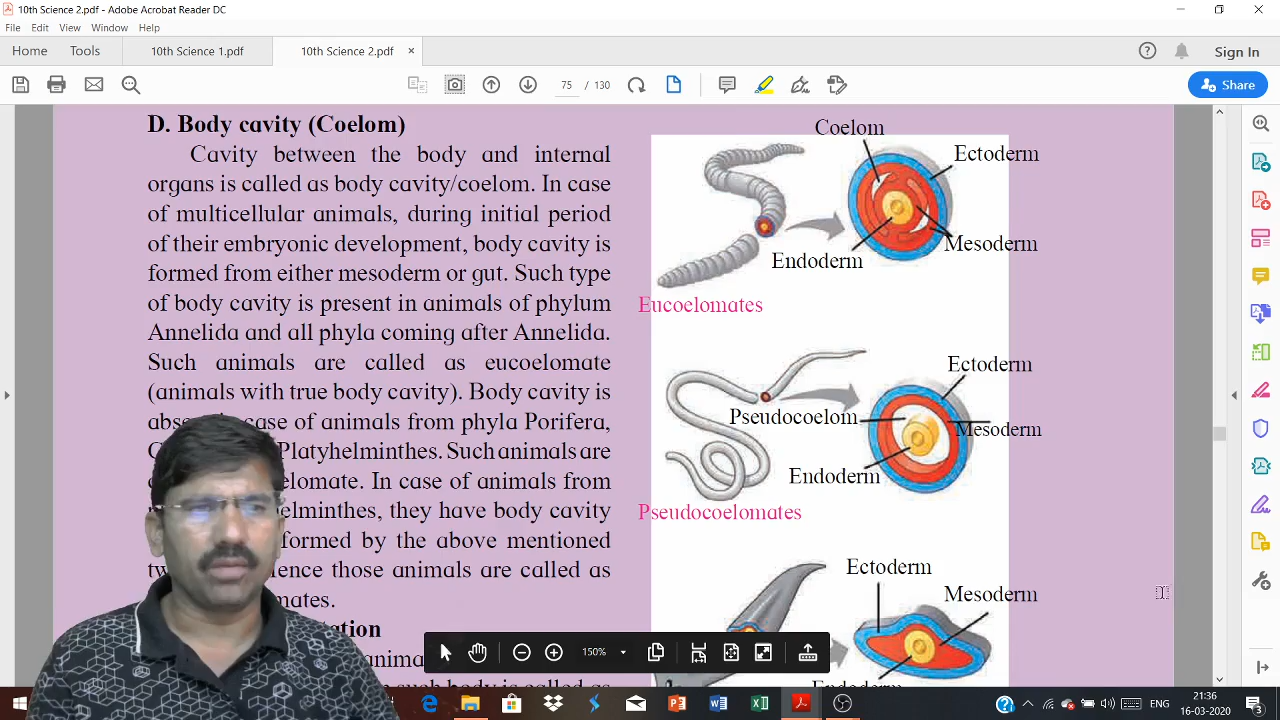 10th Science 2.pdf - Adobe Acrobat Reader DC
File Edit View Window Help
Home Tools 10th Science 1.pdf 10th Science 2.pdf × Sign In
75 / 130 Share
D. Body cavity (Coelom)
Cavity between the body and internal
organs is called as body cavity/coelom. In case
of multicellular animals, during initial period
of their embryonic development, body cavity is
formed from either mesoderm or gut. Such type
of body cavity is present in animals of phylum
Annelida and all phyla coming after Annelida.
Such animals are called as eucoelomate
(animals with true body cavity). Body cavity is
case of animals from phyla Porifera,
Platyhelminthes. Such animals are
In case of animals from
they have body cavity
formed by the above mentioned
those animals are called as
Coelom
Ectoderm
Mesoderm
Endoderm
Eucoelomates
Ectoderm
Pseudocoelom
Mesoderm
Endoderm
Pseudocoelomates
Ectoderm
Mesoderm
Endoderm
150%
such body is called as
ENG
21:36
16-03-2020